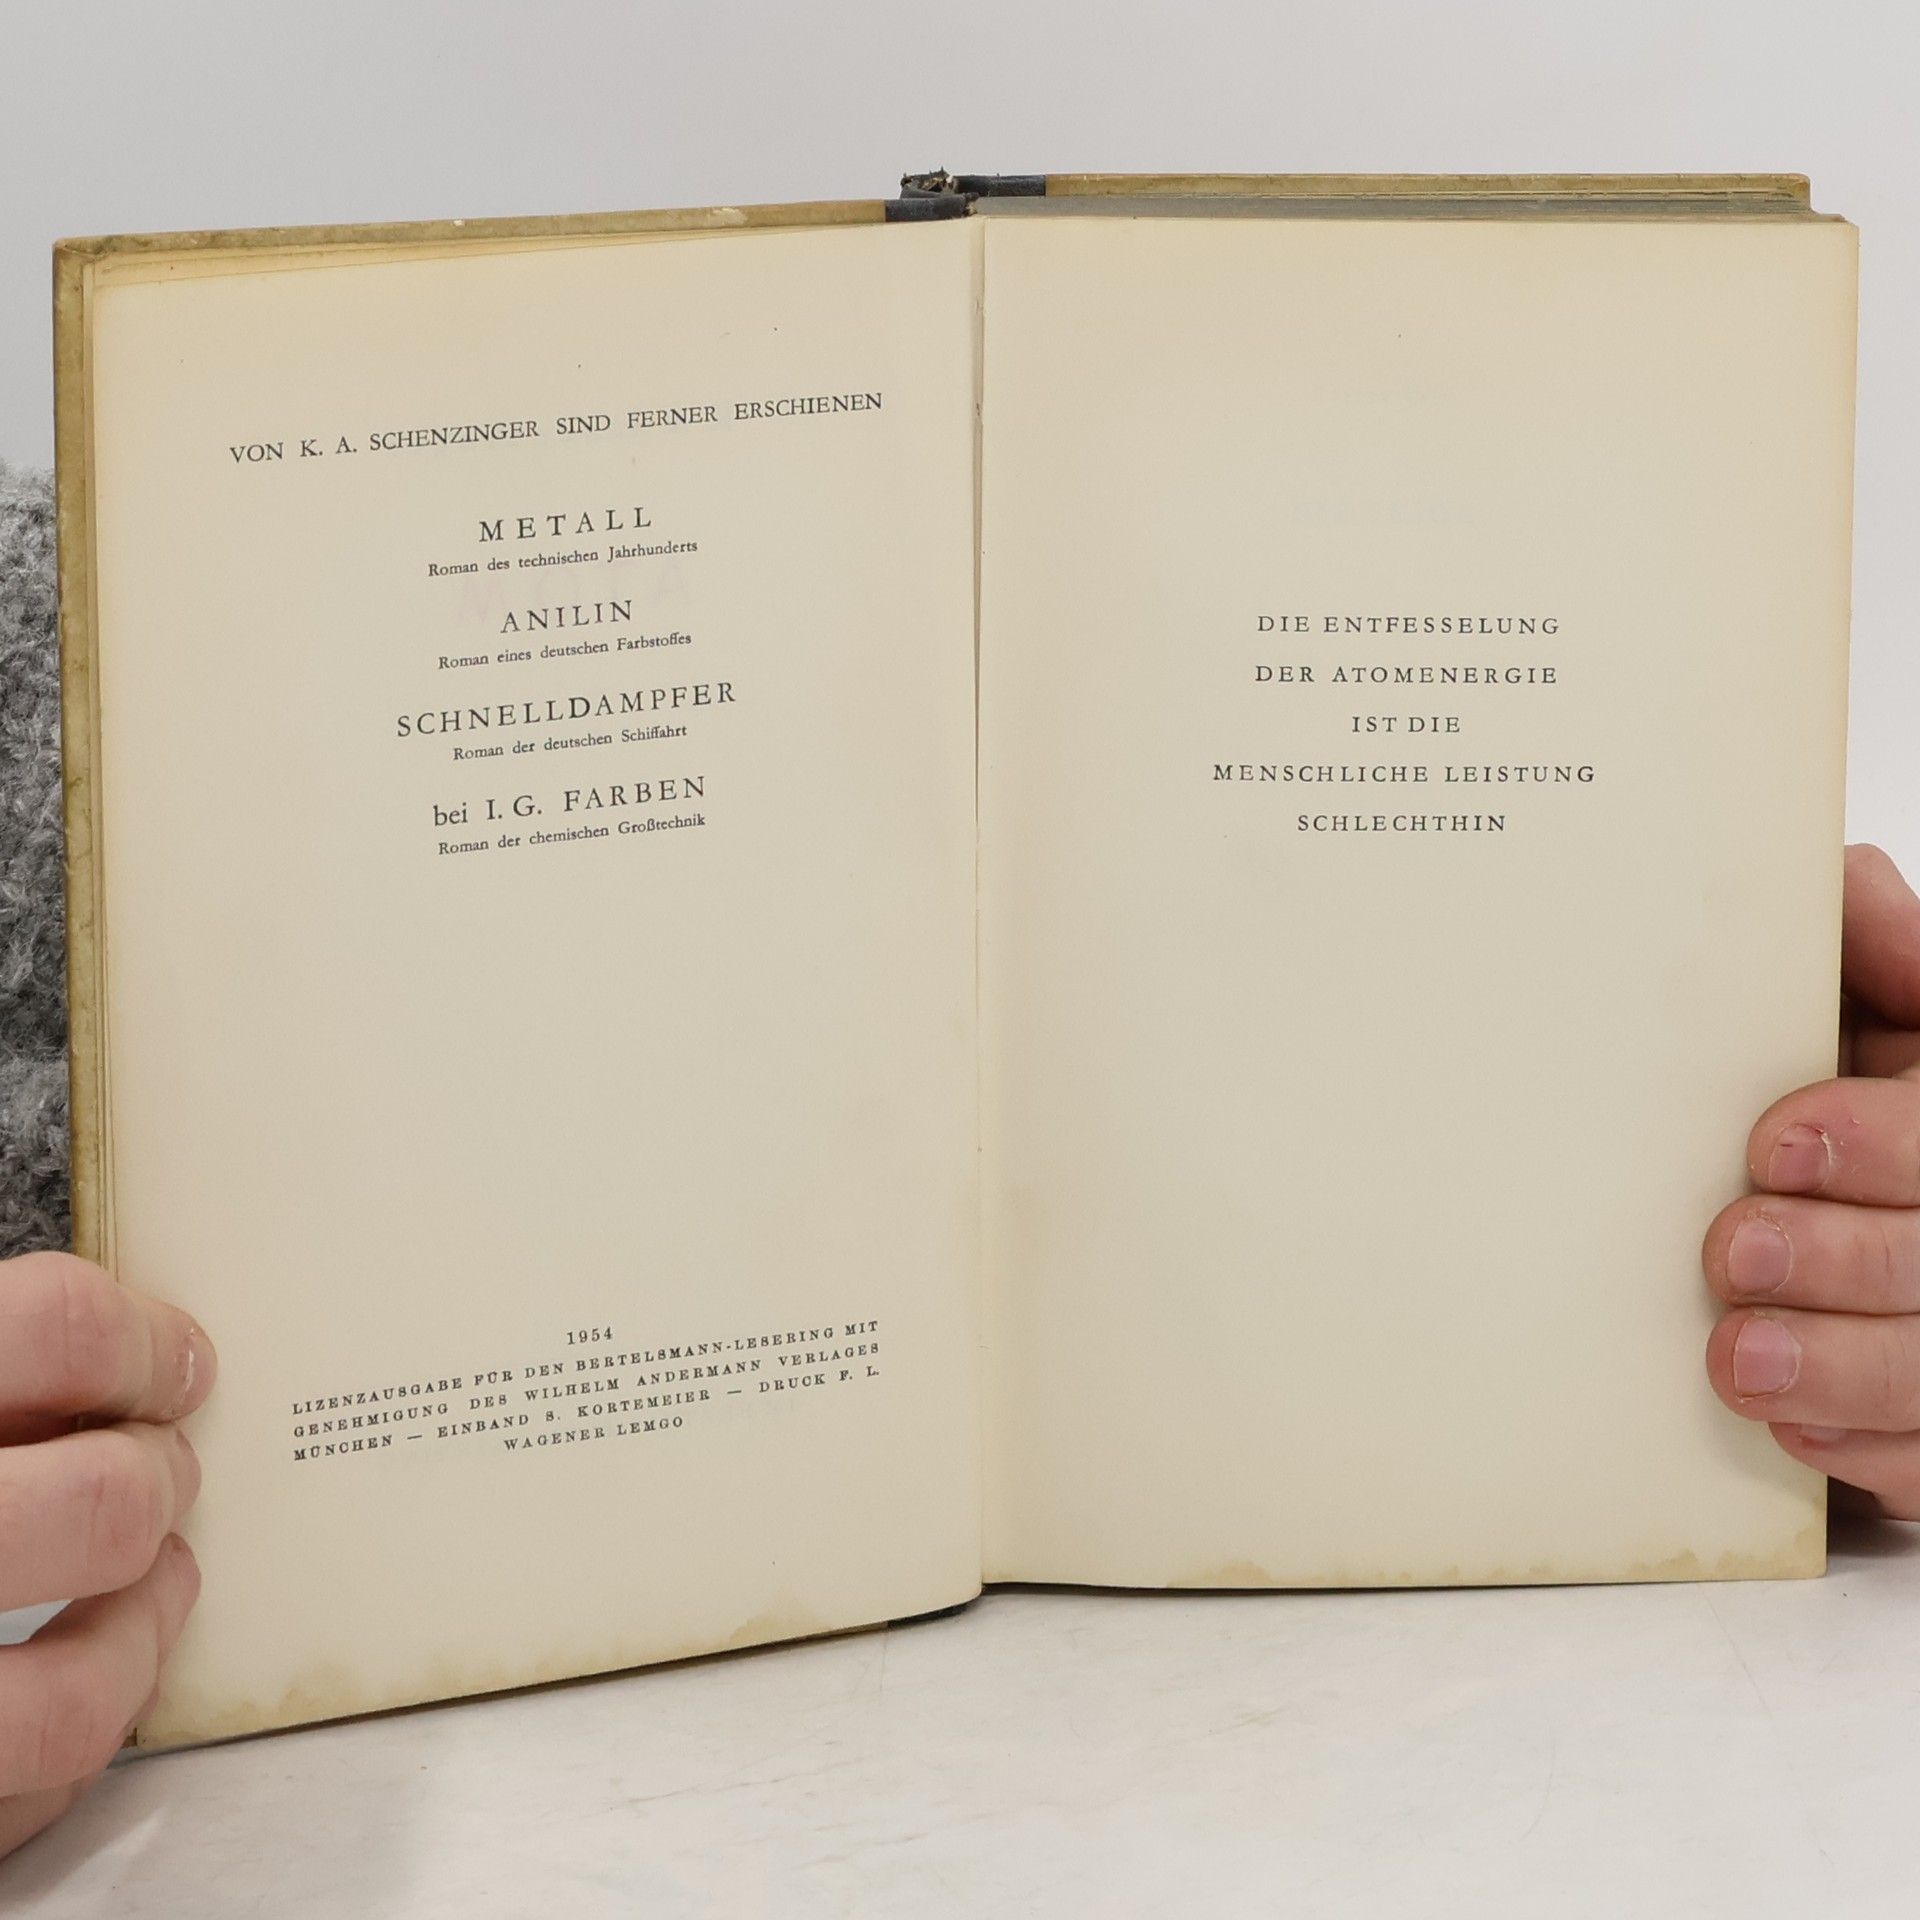 VON K. A. SCHENZINGER SIND FERNER ERSCHIENEN
METALL
Roman des technischen Jahrhunderts
ANILIN
Roman eines deutschen Farbstoffes
SCHNELLDAMPFER
Roman der deutschen Schiffahrt
bei I. G. FARBEN
Roman der chemischen Großtechnik
1954
LIZENZAUSGABE FÜR DEN BERTELSMANN-LESERING MIT
GENEHMIGUNG DES WILHELM ANDERMANN VERLAGES
MÜNCHEN — EINBAND S. KORTEMEIER — DRUCK F. L.
WAGENER LEMGO
DIE ENTFESSELUNG
DER ATOMENERGIE
IST DIE
MENSCHLICHE LEISTUNG
SCHLECHTHIN